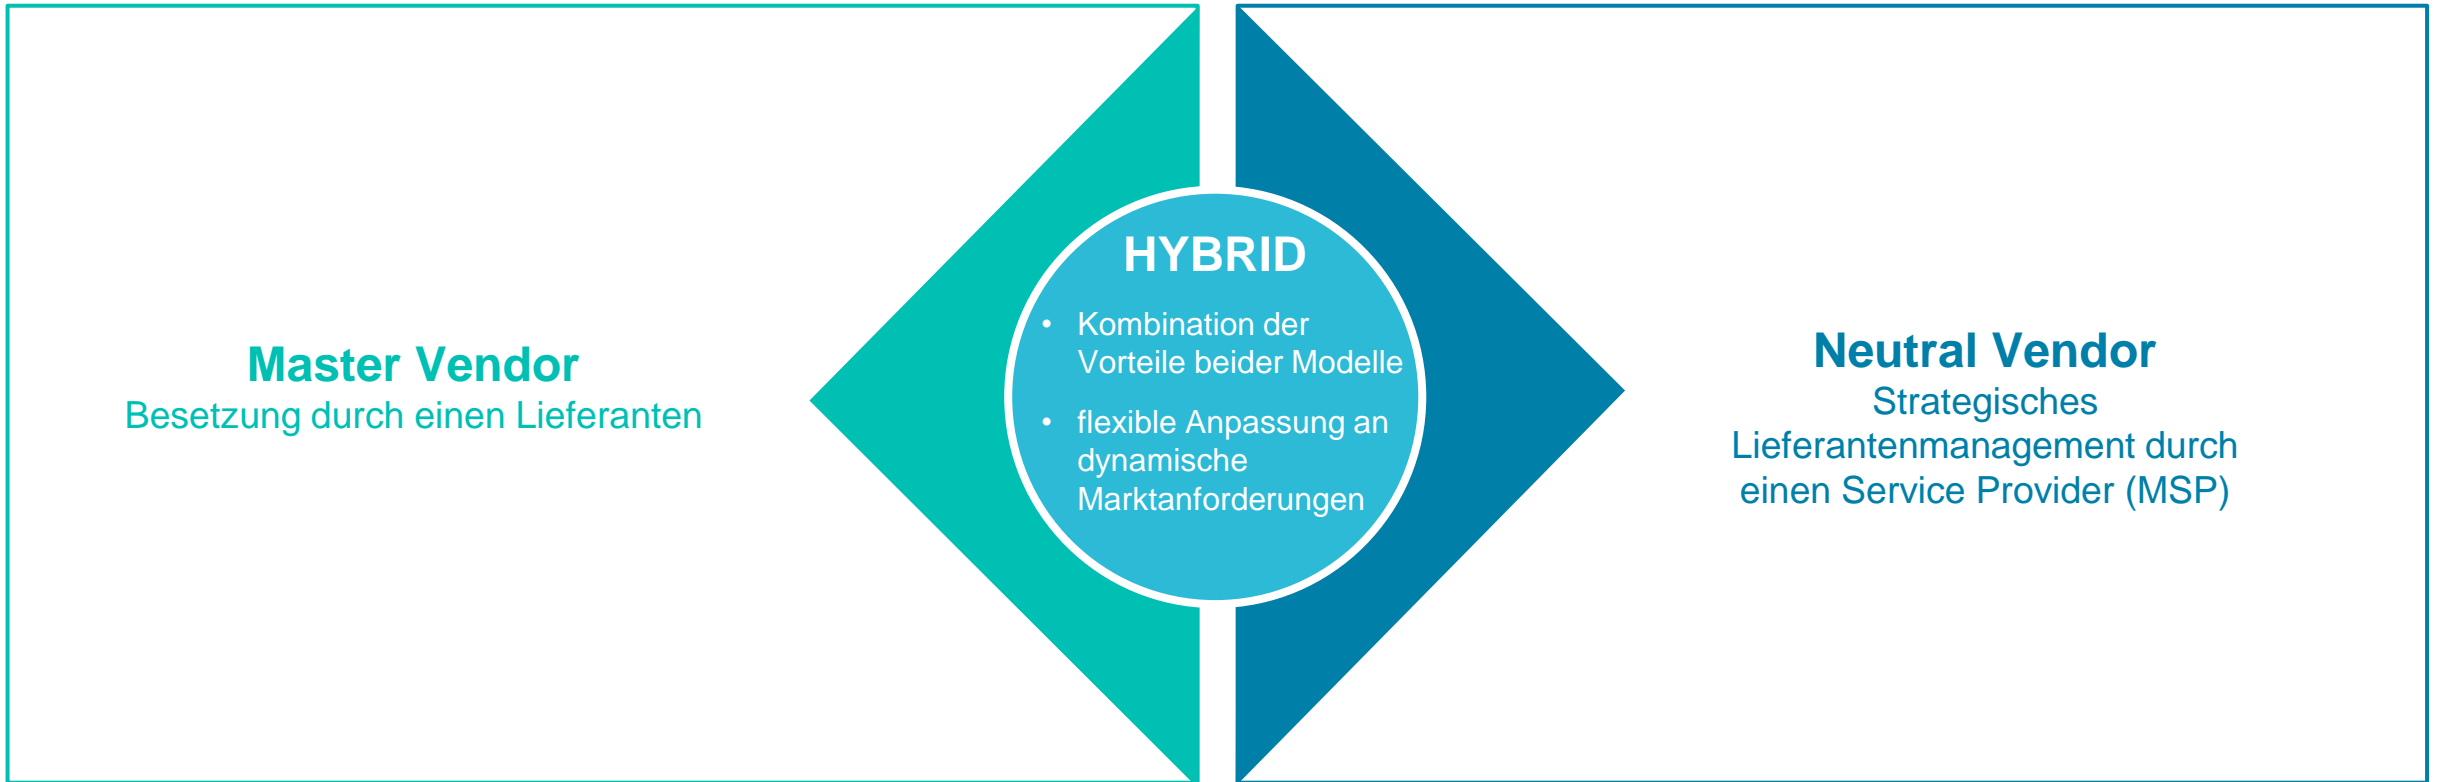 Master Vendor
Besetzung durch einen Lieferanten
HYBRID
• Kombination der
Vorteile beider Modelle
• flexible Anpassung an
dynamische
Marktanforderungen
Neutral Vendor
Strategisches
Lieferantenmanagement durch
einen Service Provider (MSP)